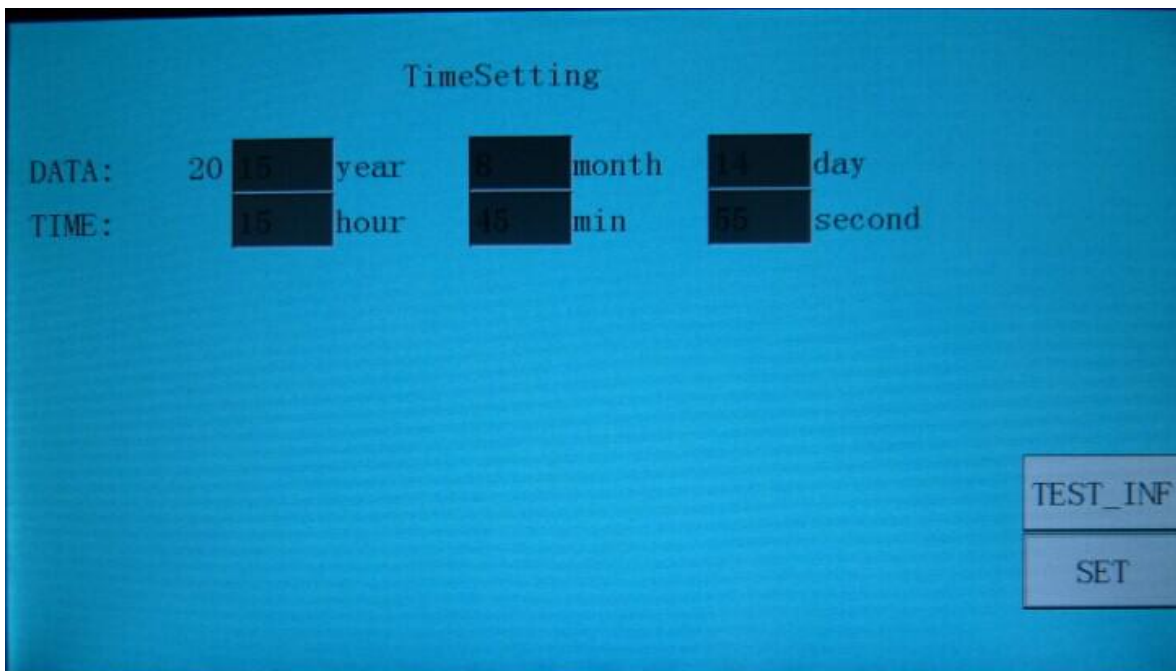 TimeSetting
DATA: 20 15 year 8 month 14 day
TIME: 15 hour 45 min 55 second
TEST_INF
SET